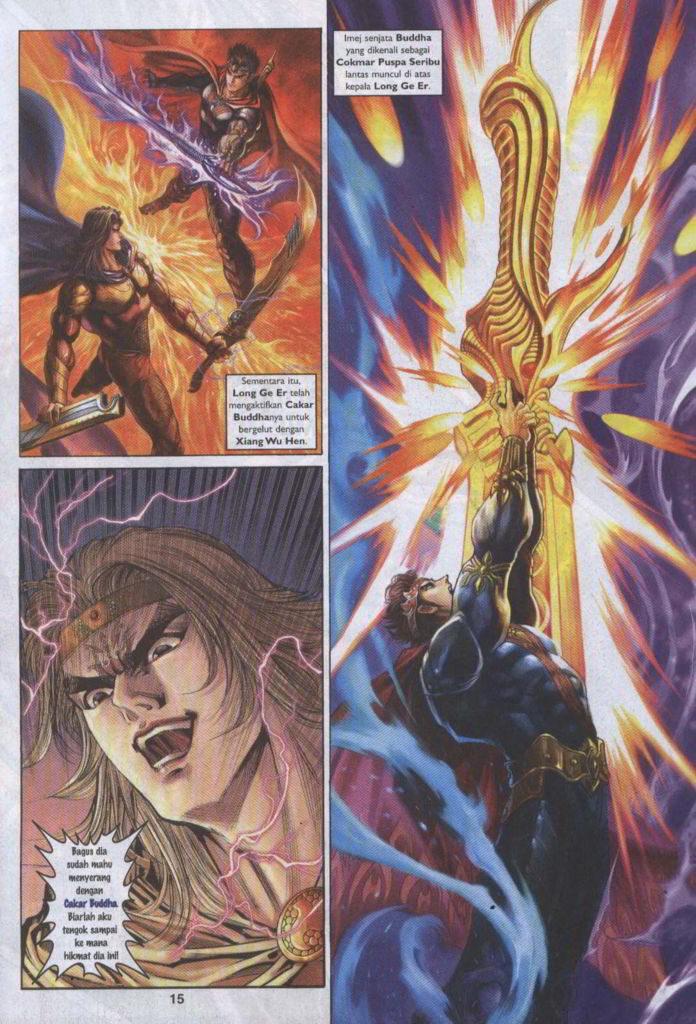 Sementara itu,
Long Ge Er telah
mengaktifkan Cakar
Buddhanya untuk
bergelut dengan
Xiang Wu Hen.
Bagus dia
sudah mahu
menyerang
dengan
Cakar Buddha.
Biarlah aku
tengok sampai
ke mana
hikmat dia ini!
Imej senjata Buddha
yang dikenali sebagai
Cokmar Puspa Seribu
lantas muncul di atas
kepala Long Ge Er.
15